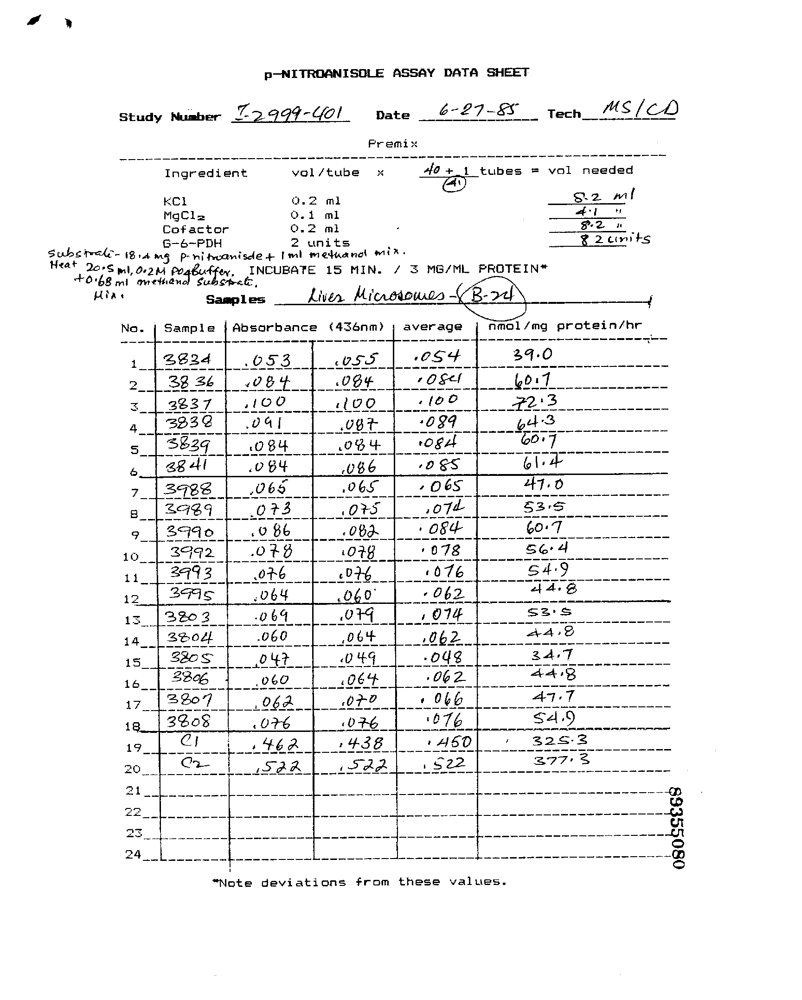 p-NITROANISOLE ASSAY DATA SHEET
Study Number I-2999-401 Date 6-27-85 Tech MS/CD
Premix
Ingredient vol/tube x 40 + 1 tubes = vol needed
41
KCl 0.2 ml 8.2 ml
MgCl2 0.1 ml 4.1 "
Cofactor 0.2 ml 8.2 "
G-6-PDH 2 units 82 units
Substrate - 18.4 mg p-nitroanisole + 1 ml methanol mix.
Heat 20.5 ml, 0.2M PO4 buffer. INCUBATE 15 MIN. / 3 MG/ML PROTEIN*
+0.68 ml methanol substrate.
Mix.
Samples Liver Microsomes - (B-24)
No. Sample Absorbance (436nm) average nmol/mg protein/hr
1 3834 .053 .055 .054 39.0
2 3836 .084 .084 .084 60.7
3 3837 .100 .100 .100 72.3
4 3838 .091 .087 .089 64.3
5 3839 .084 .084 .084 60.7
6 3841 .084 .086 .085 61.4
7 3988 .065 .065 .065 47.0
8 3989 .073 .075 .074 53.5
9 3990 .086 .082 .084 60.7
10 3992 .078 .078 .078 56.4
11 3993 .076 .076 .076 54.9
12 3995 .064 .060 .062 44.8
13 3803 .069 .079 .074 53.5
14 3804 .060 .064 .062 44.8
15 3805 .047 .049 .048 34.7
16 3806 .060 .064 .062 44.8
17 3807 .062 .070 .066 47.7
18 3808 .076 .076 .076 54.9
19 C1 .462 .438 .450 325.3
20 C2 .522 .522 .522 377.3
21
22
23
24
*Note deviations from these values.
89355080